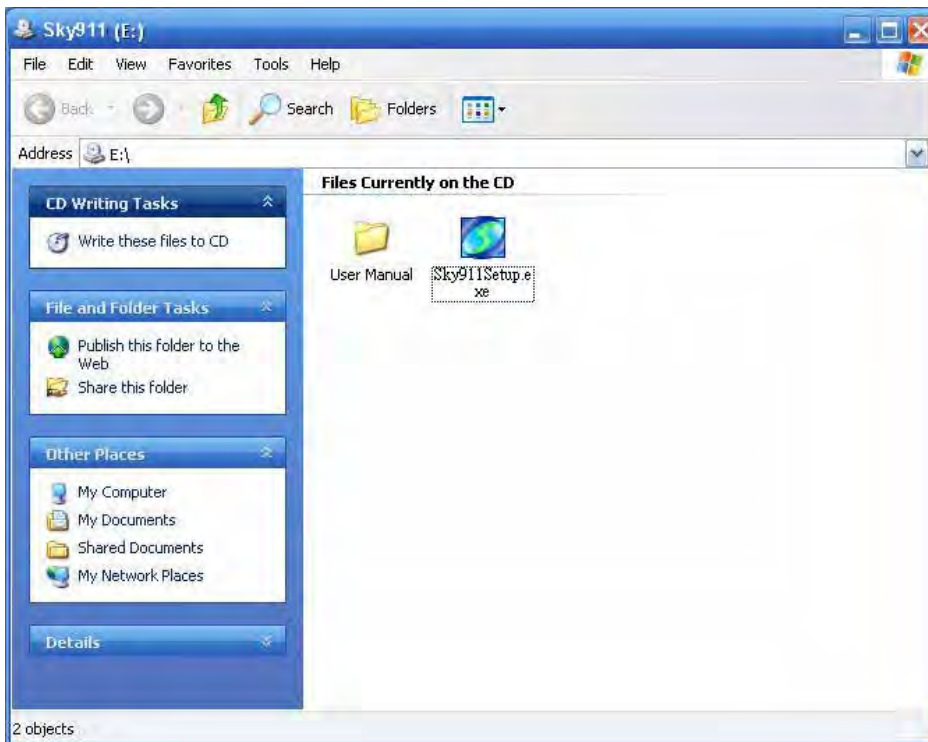 Sky911 (E:)
File Edit View Favorites Tools Help
Back Search Folders
Address E:\
CD Writing Tasks
Write these files to CD
File and Folder Tasks
Publish this folder to the
Web
Share this folder
Other Places
My Computer
My Documents
Shared Documents
My Network Places
Details
Files Currently on the CD
User Manual
Sky911Setup.e
xe
2 objects